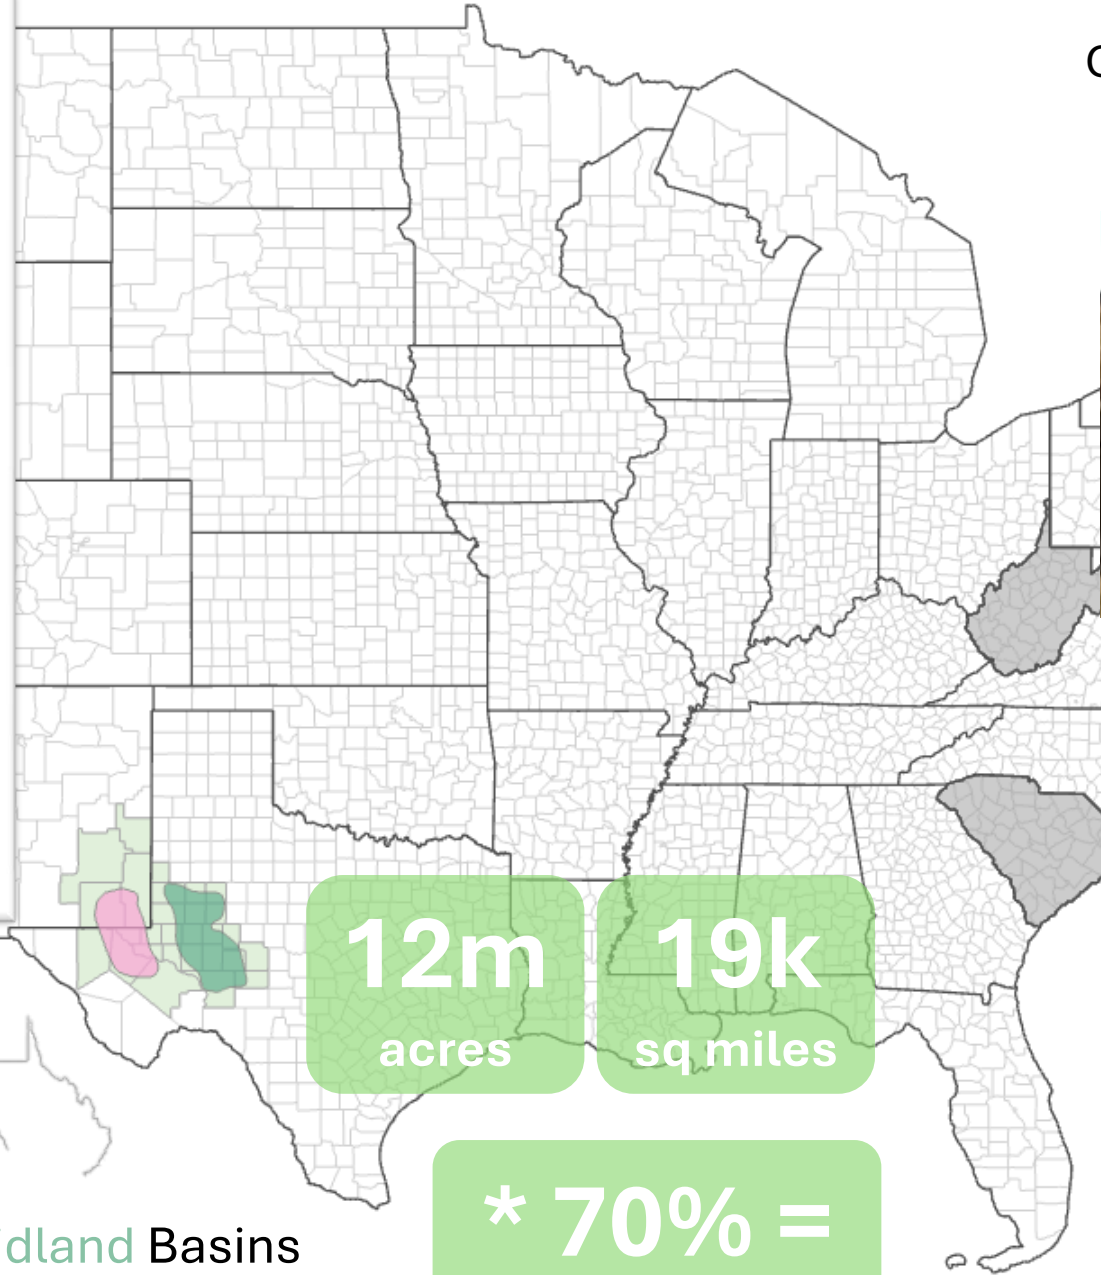 12m
acres
19k
sq miles
* 70% =
dland Basins